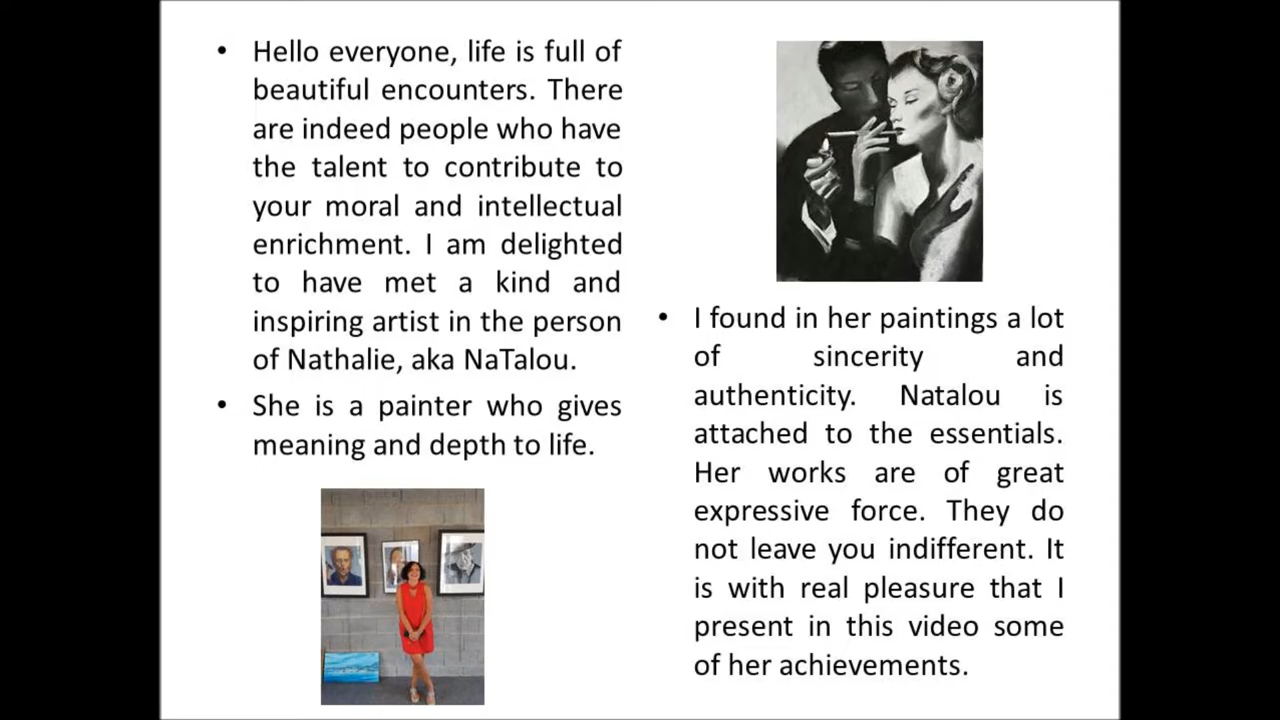 Hello everyone, life is full of
beautiful encounters. There
are indeed people who have
the talent to contribute to
your moral and intellectual
enrichment. I am delighted
to have met a kind and
inspiring artist in the person
of Nathalie, aka NaTalou.
She is a painter who gives
meaning and depth to life.
I found in her paintings a lot
of sincerity and
authenticity. Natalou is
attached to the essentials.
Her works are of great
expressive force. They do
not leave you indifferent. It
is with real pleasure that I
present in this video some
of her achievements.